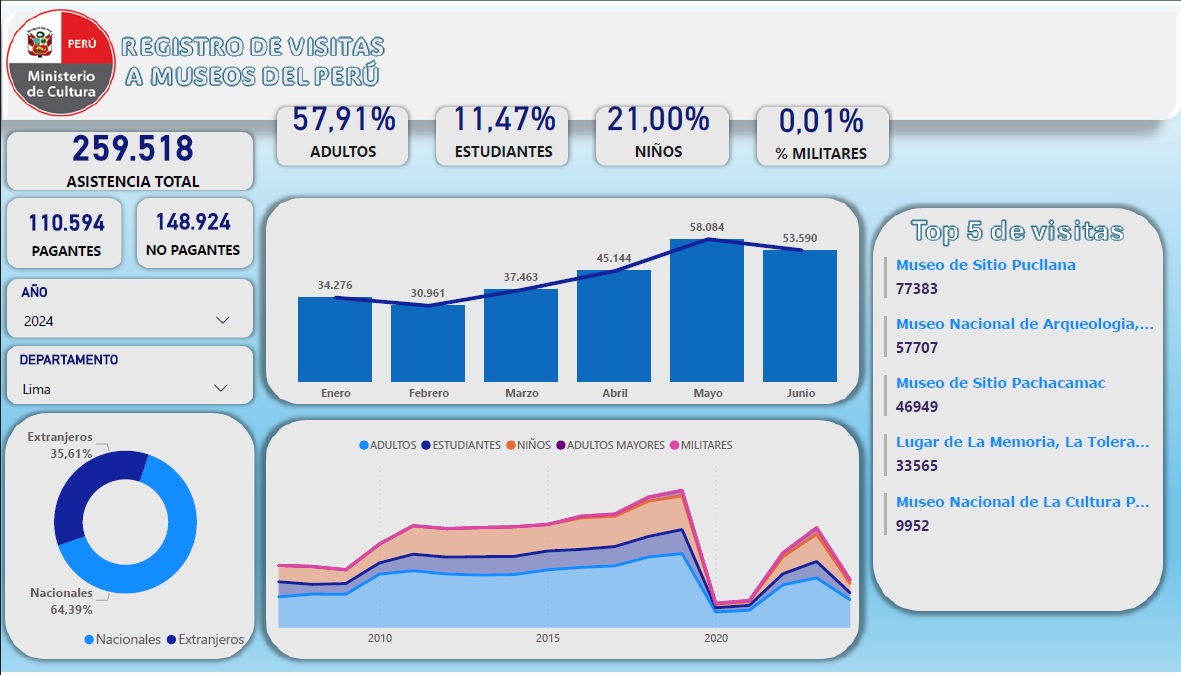 PERÚ
Ministerio
de Cultura
REGISTRO DE VISITAS
A MUSEOS DEL PERÚ
57,91%
ADULTOS
11,47%
ESTUDIANTES
21,00%
NIÑOS
0,01%
% MILITARES
259.518
ASISTENCIA TOTAL
110.594
PAGANTES
148.924
NO PAGANTES
AÑO
2024
DEPARTAMENTO
Lima
Extranjeros
35,61%
Nacionales
64,39%
Nacionales Extranjeros
34.276
30.961
37.463
45.144
58.084
53.590
Enero Febrero Marzo Abril Mayo Junio
ADULTOS ESTUDIANTES NIÑOS ADULTOS MAYORES MILITARES
2010 2015 2020
Top 5 de visitas
Museo de Sitio Pucllana
77383
Museo Nacional de Arqueologia,...
57707
Museo de Sitio Pachacamac
46949
Lugar de La Memoria, La Tolera...
33565
Museo Nacional de La Cultura P...
9952